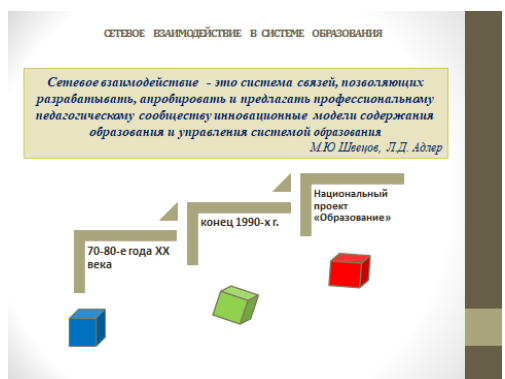 СЕТЕВОЕ ВЗАИМОДЕЙСТВИЕ В СИСТЕМЕ ОБРАЗОВАНИЯ
Сетевое взаимодействие - это система связей, позволяющих
разрабатывать, апробировать и предлагать профессиональному
педагогическому сообществу инновационные модели содержания
образования и управления системой образования
М.Ю Швецов, Л.Д. Адлер
70-80-е года XX
века
конец 1990-х г.
Национальный
проект
«Образование»